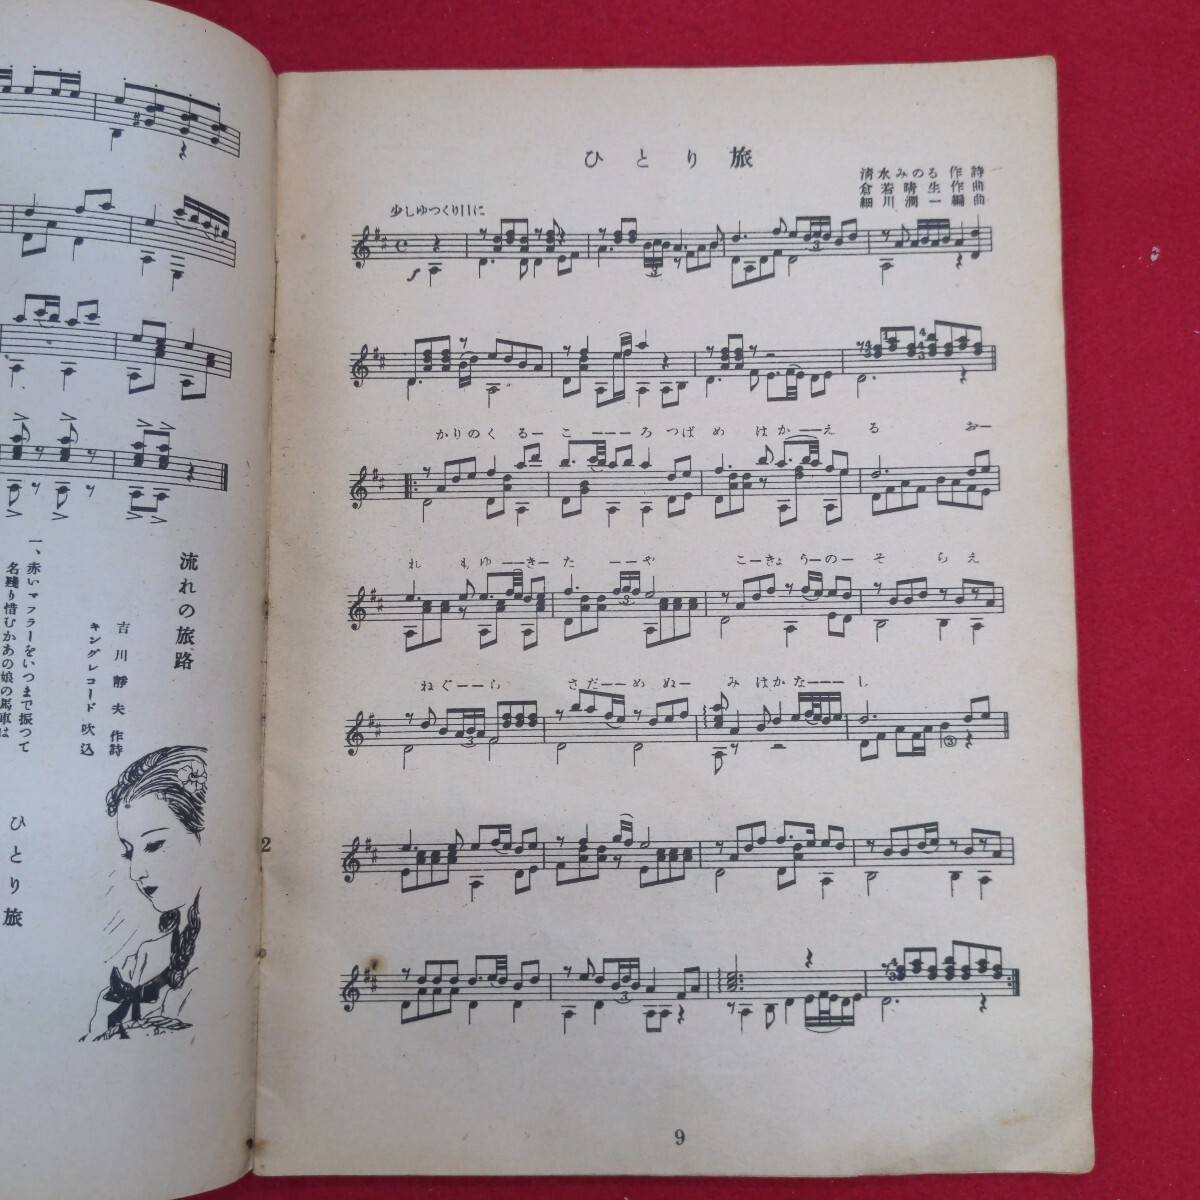 ひとり旅
清水みのる 作詩
倉若晴生 作曲
細川潤一 編曲
少しゆつくり目に
かりのくるーこーーーろつばめ はかーーえる おー
れ もゆーーきーた ーーや こーきょうーのー そ ら え
ねぐーーら さだーーめぬー みはかなーーーし
2
9
流れの旅路
吉川靜夫 作詩
キングレコード 吹込
一、赤いマフラーをいつまで振つて
名殘り惜むかあの娘の馬車は
ひとり旅